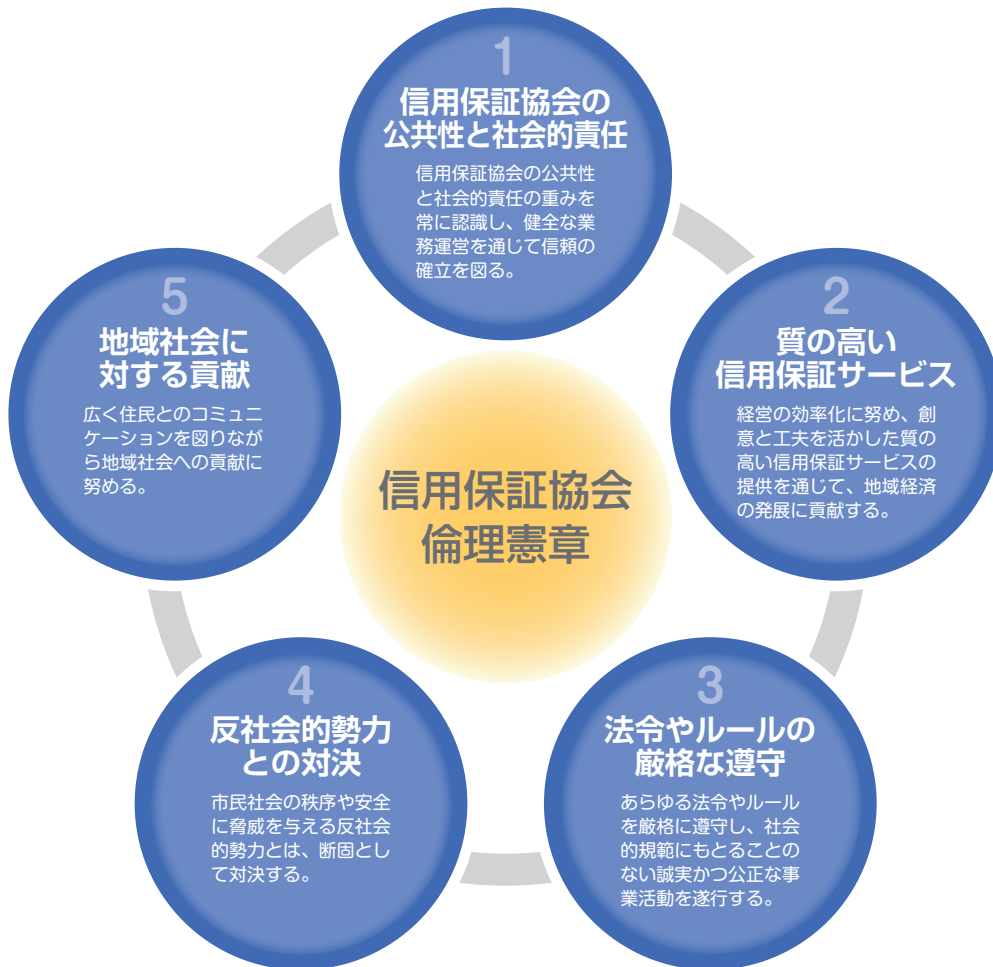 1
信用保証協会の
公共性と社会的責任
信用保証協会の公共性
と社会的責任の重みを
常に認識し、健全な業
務運営を通じて信頼の
確立を図る。
2
質の高い
信用保証サービス
経営の効率化に努め、創
意と工夫を活かした質の
高い信用保証サービスの
提供を通じて、地域経済
の発展に貢献する。
3
法令やルールの
厳格な遵守
あらゆる法令やルール
を厳格に遵守し、社会
的規範にもとることの
ない誠実かつ公正な事
業活動を遂行する。
4
反社会的勢力
との対決
市民社会の秩序や安全
に脅威を与える反社会
的勢力とは、断固とし
て対決する。
5
地域社会に
対する貢献
広く住民とのコミュニ
ケーションを図りなが
ら地域社会への貢献に
努める。
信用保証協会
倫理憲章